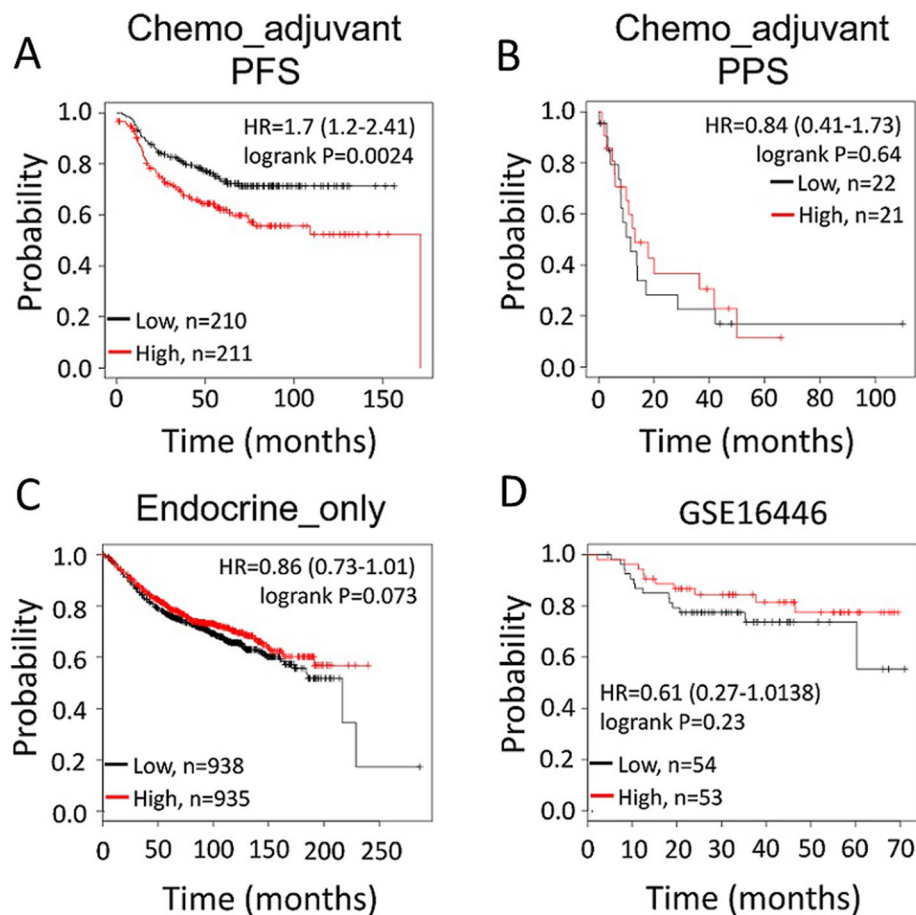 A
Chemo_adjuvant
PFS
HR=1.7 (1.2-2.41)
logrank P=0.0024
Low, n=210
High, n=211
Probability
1.0
0.8
0.6
0.4
0.2
0.0
0 50 100 150
Time (months)
B
Chemo_adjuvant
PPS
HR=0.84 (0.41-1.73)
logrank P=0.64
Low, n=22
High, n=21
Probability
1.0
0.8
0.6
0.4
0.2
0.0
0 20 40 60 80 100
Time (months)
C
Endocrine_only
HR=0.86 (0.73-1.01)
logrank P=0.073
Low, n=938
High, n=935
Probability
1.0
0.8
0.6
0.4
0.2
0.0
0 50 100 150 200 250
Time (months)
D
GSE16446
HR=0.61 (0.27-1.0138)
logrank P=0.23
Low, n=54
High, n=53
Probability
1.0
0.8
0.6
0.4
0.2
0.0
0 10 20 30 40 50 60 70
Time (months)